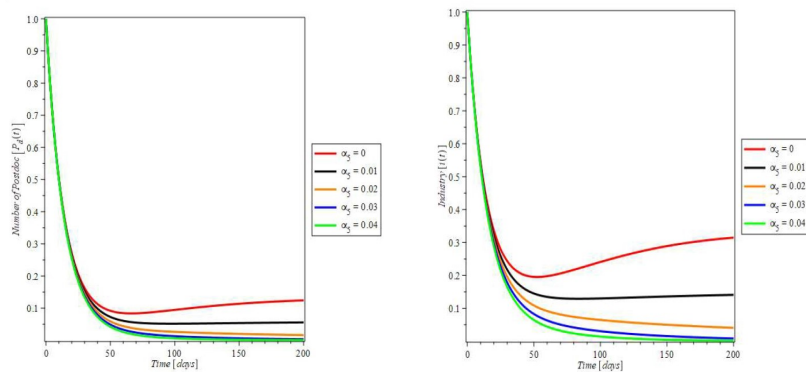 1.0
0.9
0.8
0.7
0.6
0.5
0.4
0.3
0.2
0.1
Number of Postdoc [P_d(t)]
0 50 100 150 200
Time [days]
α₅ = 0
α₅ = 0.01
α₅ = 0.02
α₅ = 0.03
α₅ = 0.04
1.0
0.9
0.8
0.7
0.6
0.5
0.4
0.3
0.2
0.1
Industry [I(t)]
0 50 100 150 200
Time [days]
α₅ = 0
α₅ = 0.01
α₅ = 0.02
α₅ = 0.03
α₅ = 0.04